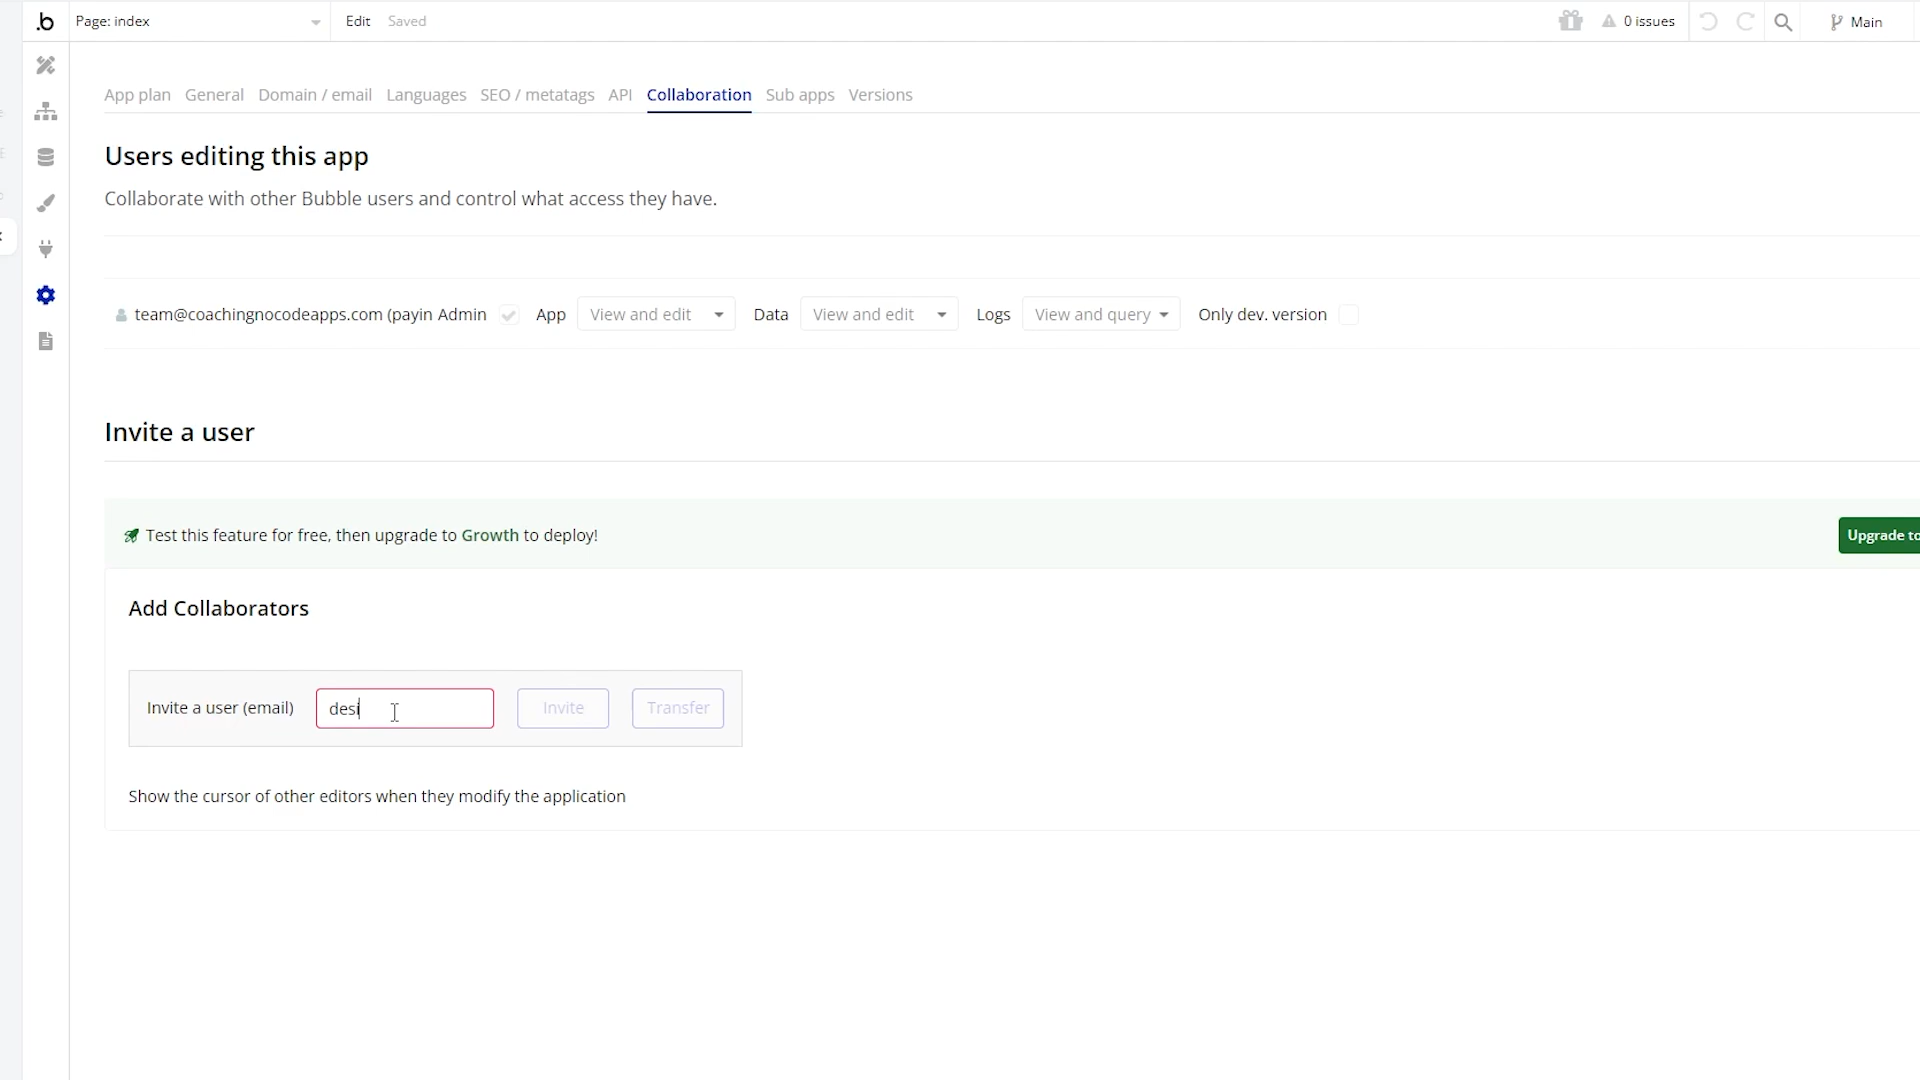 .b Page: index Edit Saved 0 issues Main
App plan General Domain / email Languages SEO / metatags API Collaboration Sub apps Versions
Users editing this app
Collaborate with other Bubble users and control what access they have.
team@coachingnocodeapps.com (payin Admin App View and edit Data View and edit Logs View and query Only dev. version
Invite a user
Test this feature for free, then upgrade to Growth to deploy! Upgrade to
Add Collaborators
Invite a user (email) desi Invite Transfer
Show the cursor of other editors when they modify the application